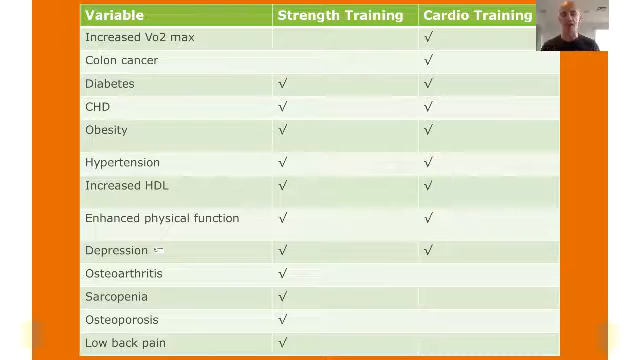 Variable Strength Training Cardio Training
Increased Vo2 max √
Colon cancer √
Diabetes √ √
CHD √ √
Obesity √ √
Hypertension √ √
Increased HDL √ √
Enhanced physical function √ √
Depression √ √
Osteoarthritis √
Sarcopenia √
Osteoporosis √
Low back pain √